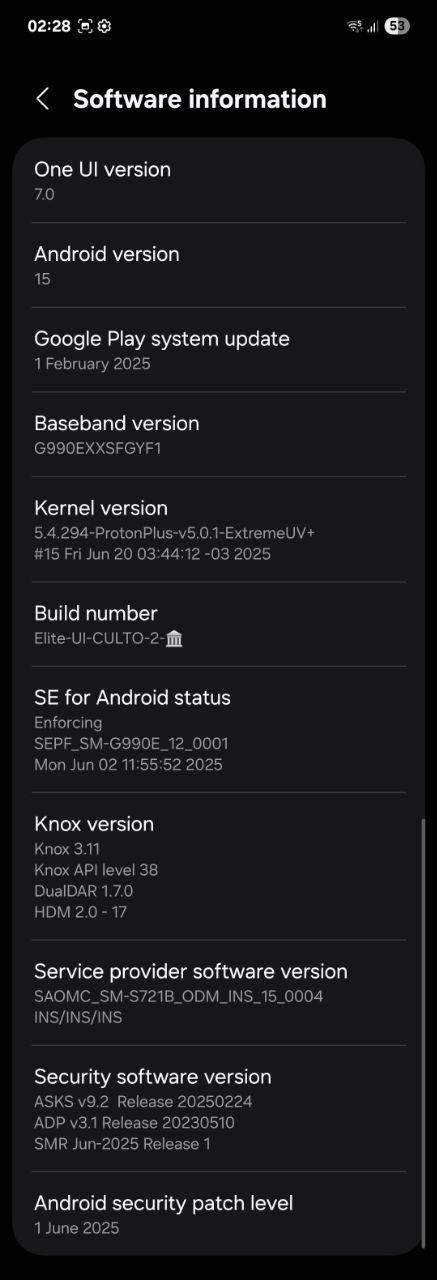 02:28
53
Software information
One UI version
7.0
Android version
15
Google Play system update
1 February 2025
Baseband version
G990EXXSFGYF1
Kernel version
5.4.294-ProtonPlus-v5.0.1-ExtremeUV+
#15 Fri Jun 20 03:44:12 -03 2025
Build number
Elite-UI-CULTO-2-🏛️
SE for Android status
Enforcing
SEPF_SM-G990E_12_0001
Mon Jun 02 11:55:52 2025
Knox version
Knox 3.11
Knox API level 38
DualDAR 1.7.0
HDM 2.0 - 17
Service provider software version
SAOMC_SM-S721B_ODM_INS_15_0004
INS/INS/INS
Security software version
ASKS v9.2  Release 20250224
ADP v3.1 Release 20230510
SMR Jun-2025 Release 1
Android security patch level
1 June 2025